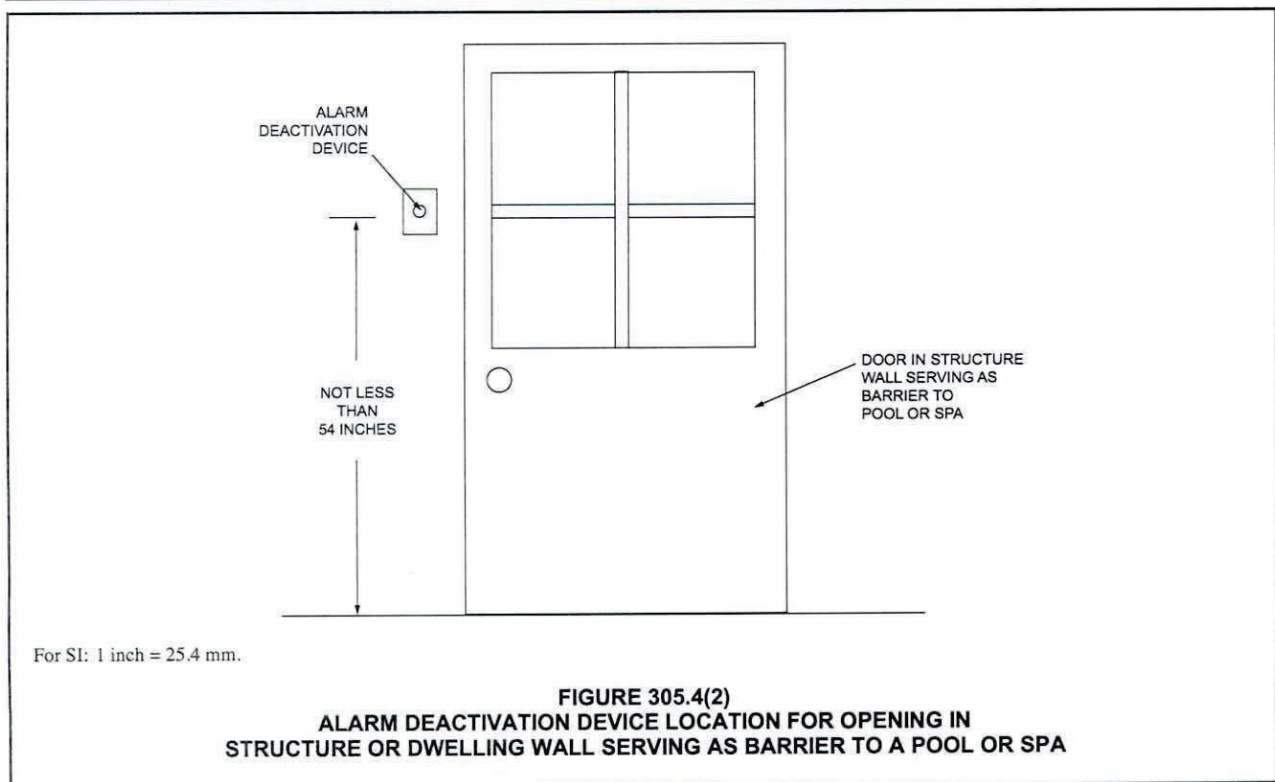 ALARM
DEACTIVATION
DEVICE
NOT LESS
THAN
54 INCHES
DOOR IN STRUCTURE
WALL SERVING AS
BARRIER TO
POOL OR SPA
For SI: 1 inch = 25.4 mm.
FIGURE 305.4(2)
ALARM DEACTIVATION DEVICE LOCATION FOR OPENING IN
STRUCTURE OR DWELLING WALL SERVING AS BARRIER TO A POOL OR SPA